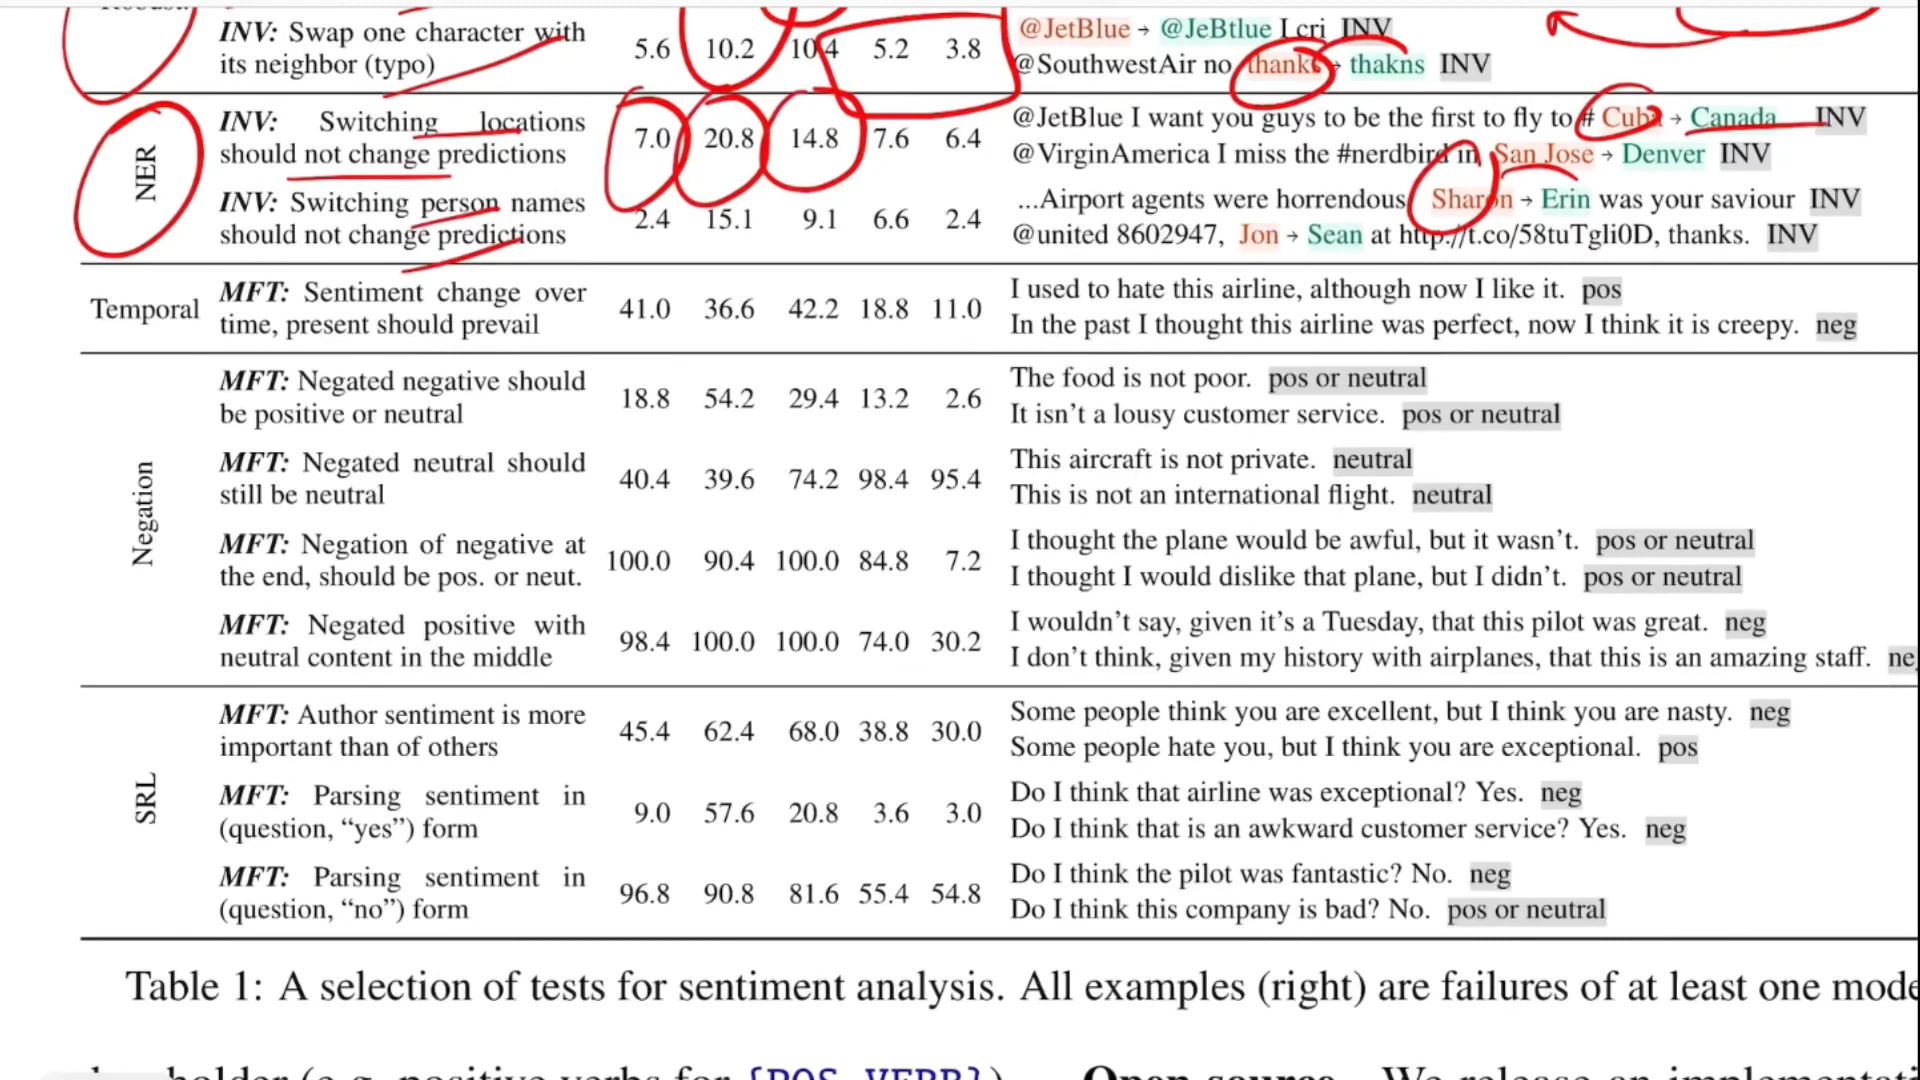 INV: Swap one character with
its neighbor (typo)
5.6 10.2 10.4 5.2 3.8
@JetBlue → @JeBtlue I cri INV
@SouthwestAir no thanks → thakns INV
NER
INV: Switching locations
should not change predictions
7.0 20.8 14.8 7.6 6.4
@JetBlue I want you guys to be the first to fly to # Cuba → Canada... INV
@VirginAmerica I miss the #nerdbird in San Jose → Denver INV
INV: Switching person names
should not change predictions
2.4 15.1 9.1 6.6 2.4
...Airport agents were horrendous. Sharon → Erin was your saviour INV
@united 8602947, Jon → Sean at http://t.co/58tuTgli0D, thanks. INV
Temporal
MFT: Sentiment change over
time, present should prevail
41.0 36.6 42.2 18.8 11.0
I used to hate this airline, although now I like it. pos
In the past I thought this airline was perfect, now I think it is creepy. neg
Negation
MFT: Negated negative should
be positive or neutral
18.8 54.2 29.4 13.2 2.6
The food is not poor. pos or neutral
It isn't a lousy customer service. pos or neutral
MFT: Negated neutral should
still be neutral
40.4 39.6 74.2 98.4 95.4
This aircraft is not private. neutral
This is not an international flight. neutral
MFT: Negation of negative at
the end, should be pos. or neut.
100.0 90.4 100.0 84.8 7.2
I thought the plane would be awful, but it wasn't. pos or neutral
I thought I would dislike that plane, but I didn't. pos or neutral
MFT: Negated positive with
neutral content in the middle
98.4 100.0 100.0 74.0 30.2
I wouldn't say, given it's a Tuesday, that this pilot was great. neg
I don't think, given my history with airplanes, that this is an amazing staff. ne
SRL
MFT: Author sentiment is more
important than of others
45.4 62.4 68.0 38.8 30.0
Some people think you are excellent, but I think you are nasty. neg
Some people hate you, but I think you are exceptional. pos
MFT: Parsing sentiment in
(question, “yes”) form
9.0 57.6 20.8 3.6 3.0
Do I think that airline was exceptional? Yes. neg
Do I think that is an awkward customer service? Yes. neg
MFT: Parsing sentiment in
(question, “no”) form
96.8 90.8 81.6 55.4 54.8
Do I think the pilot was fantastic? No. neg
Do I think this company is bad? No. pos or neutral
Table 1: A selection of tests for sentiment analysis. All examples (right) are failures of at least one mode
holder (e.g. positive verbs for {POS_VERB})
Open source We release an implementati